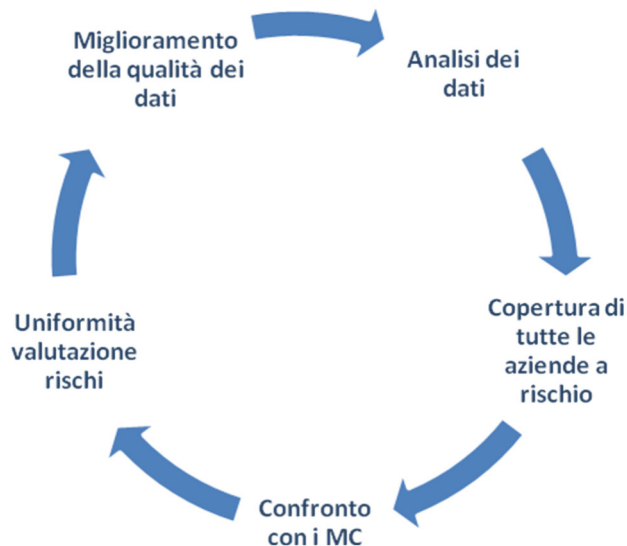 Miglioramento
della qualità dei
dati
Analisi dei
dati
Copertura di
tutte le
aziende a
rischio
Confronto
con i MC
Uniformità
valutazione
rischi